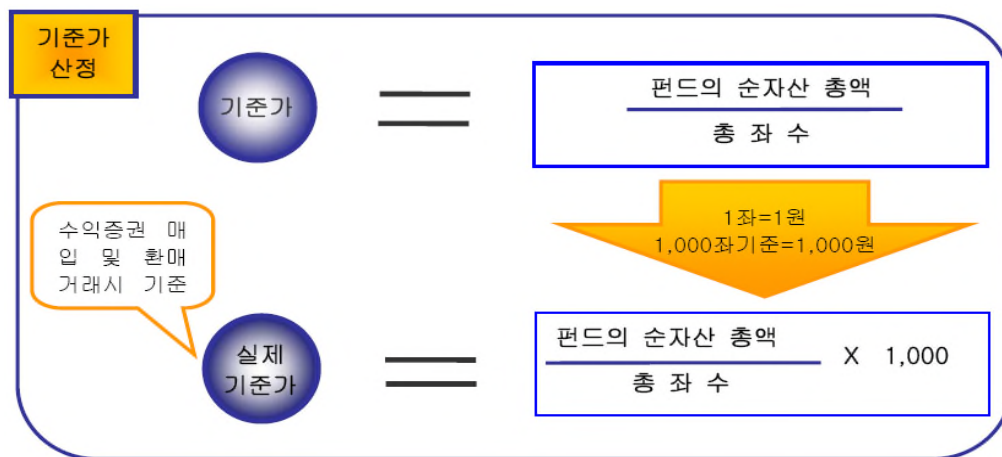 기준가
산정
기준가
=
펀드의 순자산 총액
총 좌 수
1좌=1원
1,000좌기준=1,000원
수익증권 매
입 및 환매
거래시 기준
실제
기준가
=
펀드의 순자산 총액
총 좌 수
X 1,000